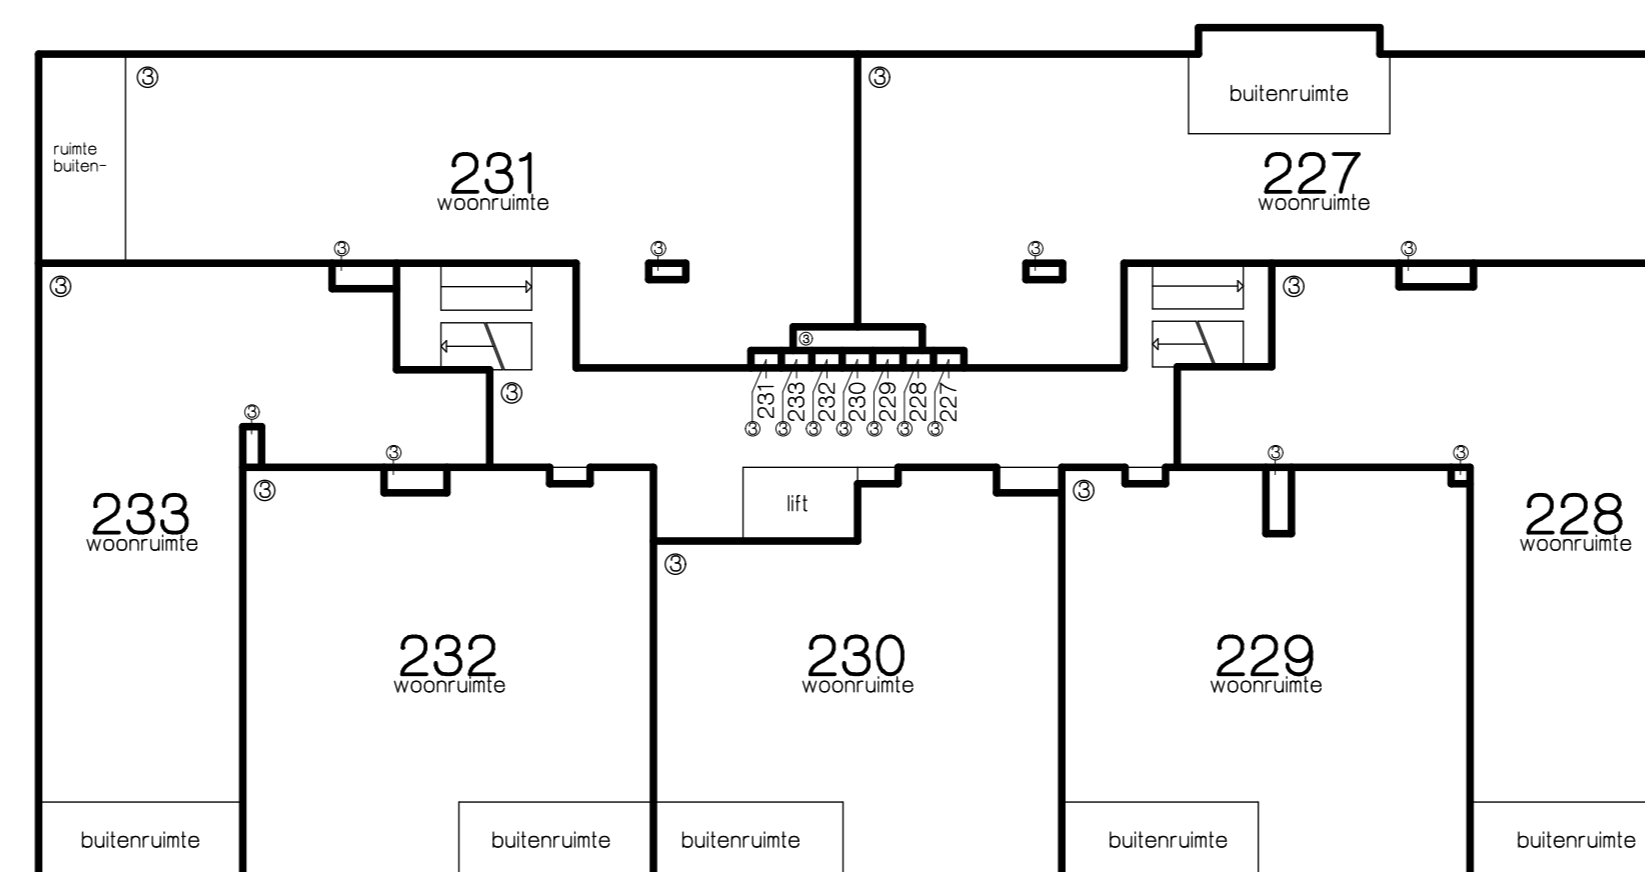 ③
③
buitenruimte
ruimte
buiten-
231
woonruimte
227
woonruimte
③
③
③
③
③
③
③
③
231
233
232
230
229
228
227
③
③
③
③
③
③
③
③
③
③
③
③
③
③
lift
233
woonruimte
228
woonruimte
③
232
woonruimte
230
woonruimte
229
woonruimte
buitenruimte
buitenruimte
buitenruimte
buitenruimte
buitenruimte